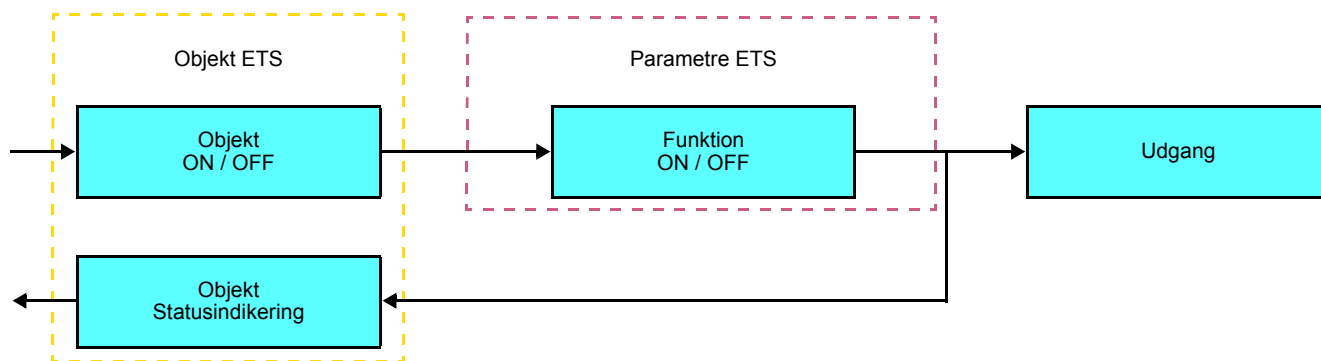 Objekt ETS
Parametre ETS
Objekt
ON / OFF
Funktion
ON / OFF
Udgang
Objekt
Statusindikering